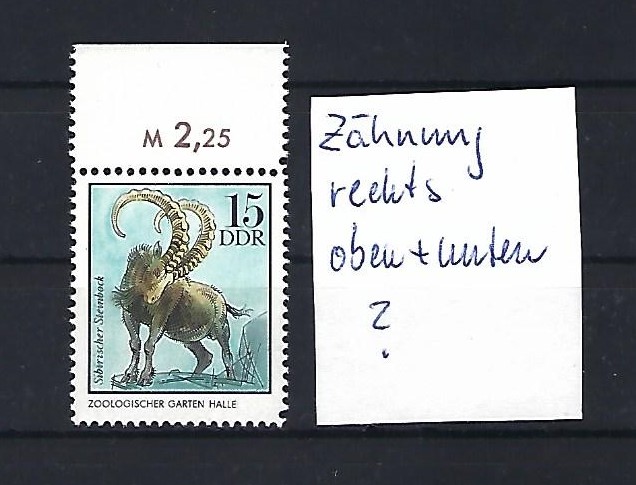 M 2,25
15
DDR
Sibirischer Steinbock
ZOOLOGISCHER GARTEN HALLE
Zähnung
rechts
oben + unten
?